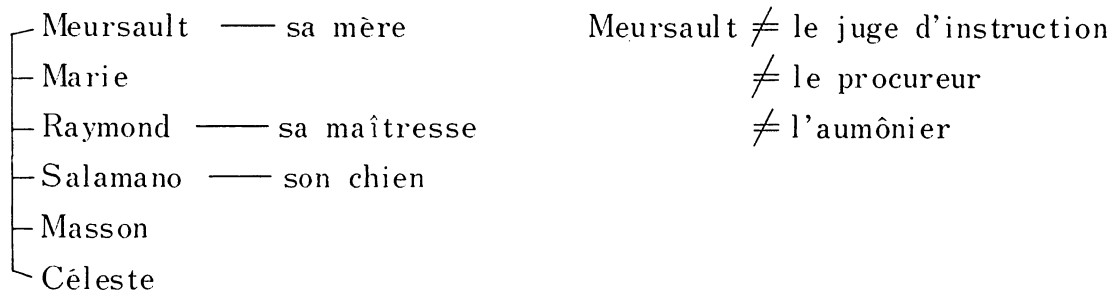 Meursault — sa mère
Marie
Raymond — sa maîtresse
Salamano — son chien
Masson
Céleste
Meursault ≠ le juge d'instruction
≠ le procureur
≠ l'aumônier